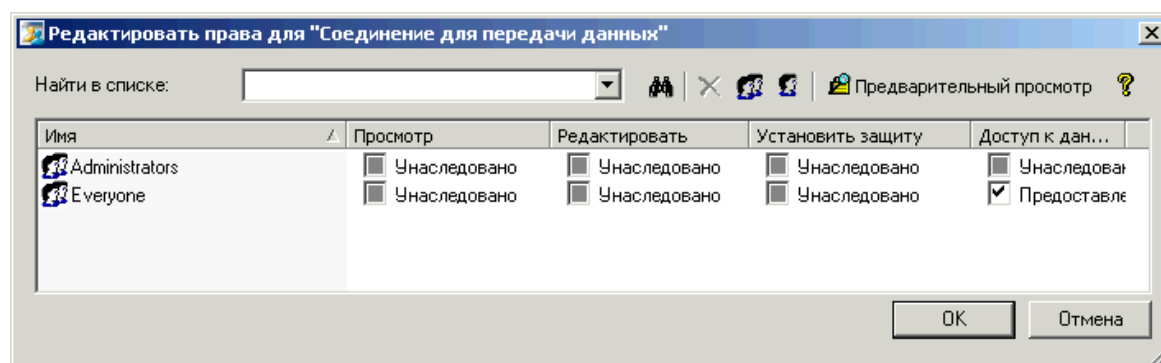 Редактировать права для "Соединение для передачи данных"
Найти в списке: Предварительный просмотр
Имя Просмотр Редактировать Установить защиту Доступ к дан...
Administrators Унаследовано Унаследовано Унаследовано Унаследован
Everyone Унаследовано Унаследовано Унаследовано Предоставле
OK Отмена